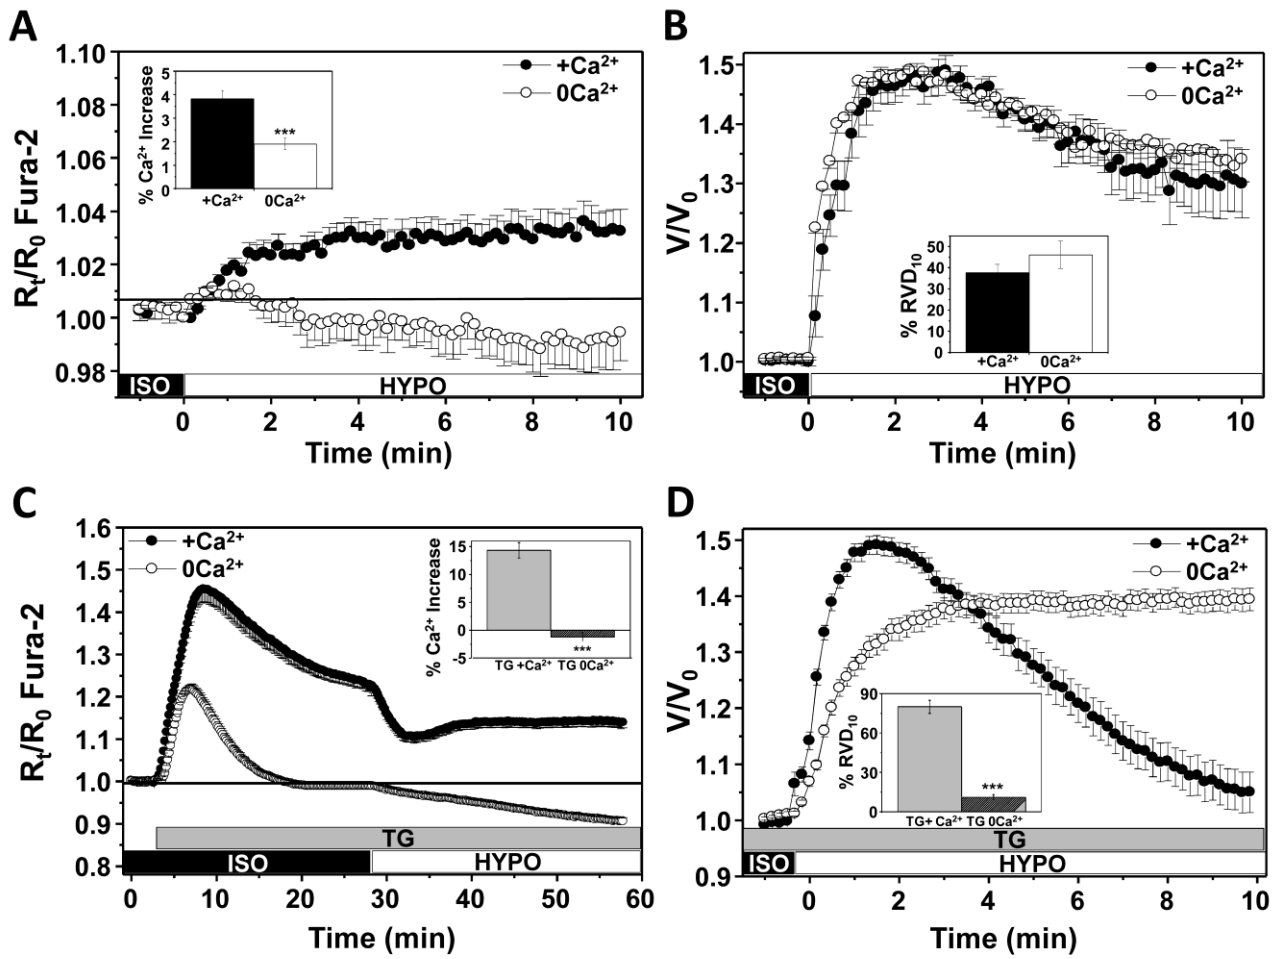 A
1.10
1.08
1.06
1.04
1.02
1.00
0.98
Rt/R0 Fura-2
+Ca²⁺
0Ca²⁺
% Ca²⁺ Increase
5
4
3
2
1
0
***
+Ca²⁺ 0Ca²⁺
ISO HYPO
0 2 4 6 8 10
Time (min)
B
1.5
1.4
1.3
1.2
1.1
1.0
V/V0
+Ca²⁺
0Ca²⁺
% RVD10
50
40
30
20
10
0
+Ca²⁺ 0Ca²⁺
ISO HYPO
0 2 4 6 8 10
Time (min)
C
1.6
1.5
1.4
1.3
1.2
1.1
1.0
0.9
0.8
Rt/R0 Fura-2
+Ca²⁺
0Ca²⁺
% Ca²⁺ Increase
15
10
5
0
-5
***
TG +Ca²⁺ TG 0Ca²⁺
TG
ISO HYPO
0 10 20 30 40 50 60
Time (min)
D
1.5
1.4
1.3
1.2
1.1
1.0
0.9
V/V0
+Ca²⁺
0Ca²⁺
% RVD10
90
60
30
0
***
TG+ Ca²⁺ TG 0Ca²⁺
TG
ISO HYPO
0 2 4 6 8 10
Time (min)